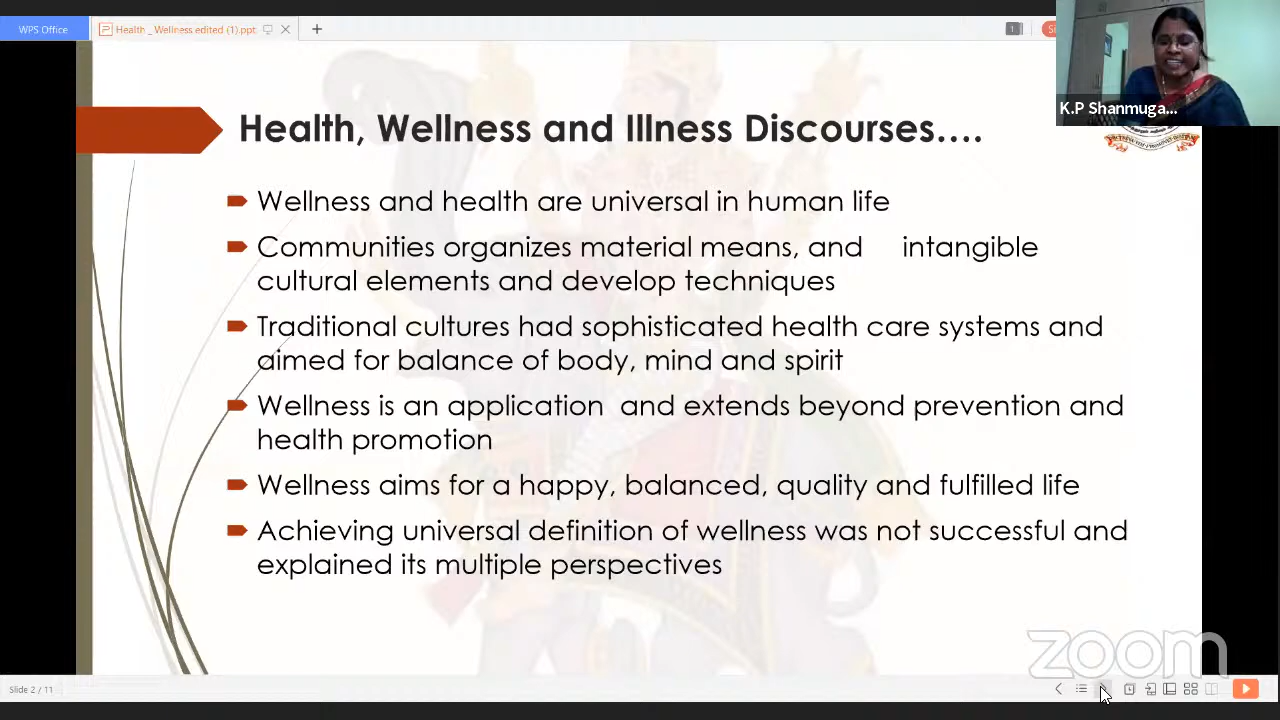 WPS Office
Health _ Wellness edited (1).ppt
1
K.P Shanmuga...
Health, Wellness and Illness Discourses….
Wellness and health are universal in human life
Communities organizes material means, and intangible
cultural elements and develop techniques
Traditional cultures had sophisticated health care systems and
aimed for balance of body, mind and spirit
Wellness is an application and extends beyond prevention and
health promotion
Wellness aims for a happy, balanced, quality and fulfilled life
Achieving universal definition of wellness was not successful and
explained its multiple perspectives
zoom
Slide 2 / 11